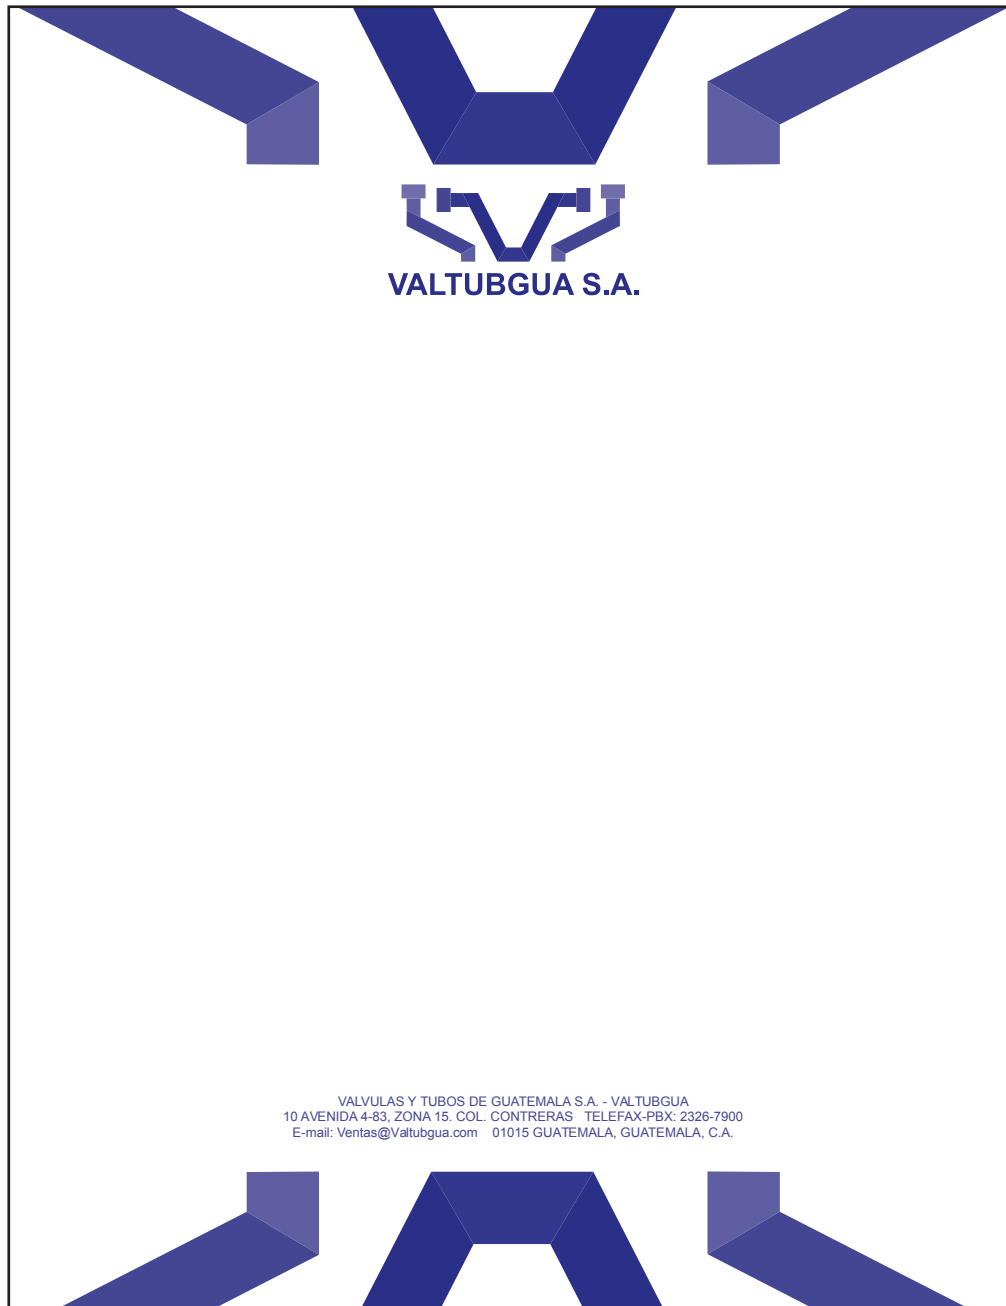 VALTUBGUA S.A.
VALVULAS Y TUBOS DE GUATEMALA S.A. - VALTUBGUA
10 AVENIDA 4-83, ZONA 15. COL. CONTRERAS   TELEFAX-PBX: 2326-7900
E-mail: Ventas@Valtubgua.com   01015 GUATEMALA, GUATEMALA, C.A.